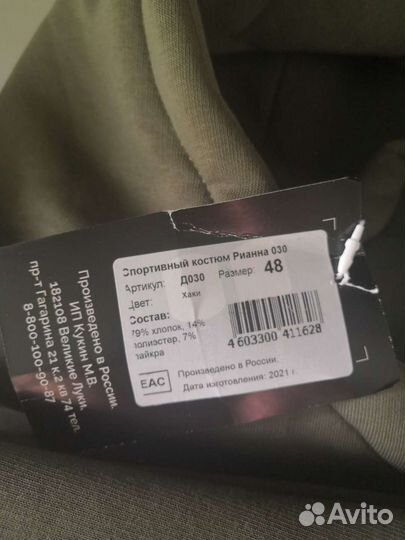 Спортивный костюм Рианна 030
Артикул: Д030 Размер: 48
Цвет: Хаки
Состав:
79% хлопок, 14%
полиэстер, 7%
лайкра
4 603300 411628
EAC
Произведено в России.
Дата изготовления: 2021 г.
Произведено в России.
ИП Кукин М.В.
182108 Великие Луки,
пр-т Гагарина 21 к.2 кв 74 тел.
8-800-100-90-87
Avito